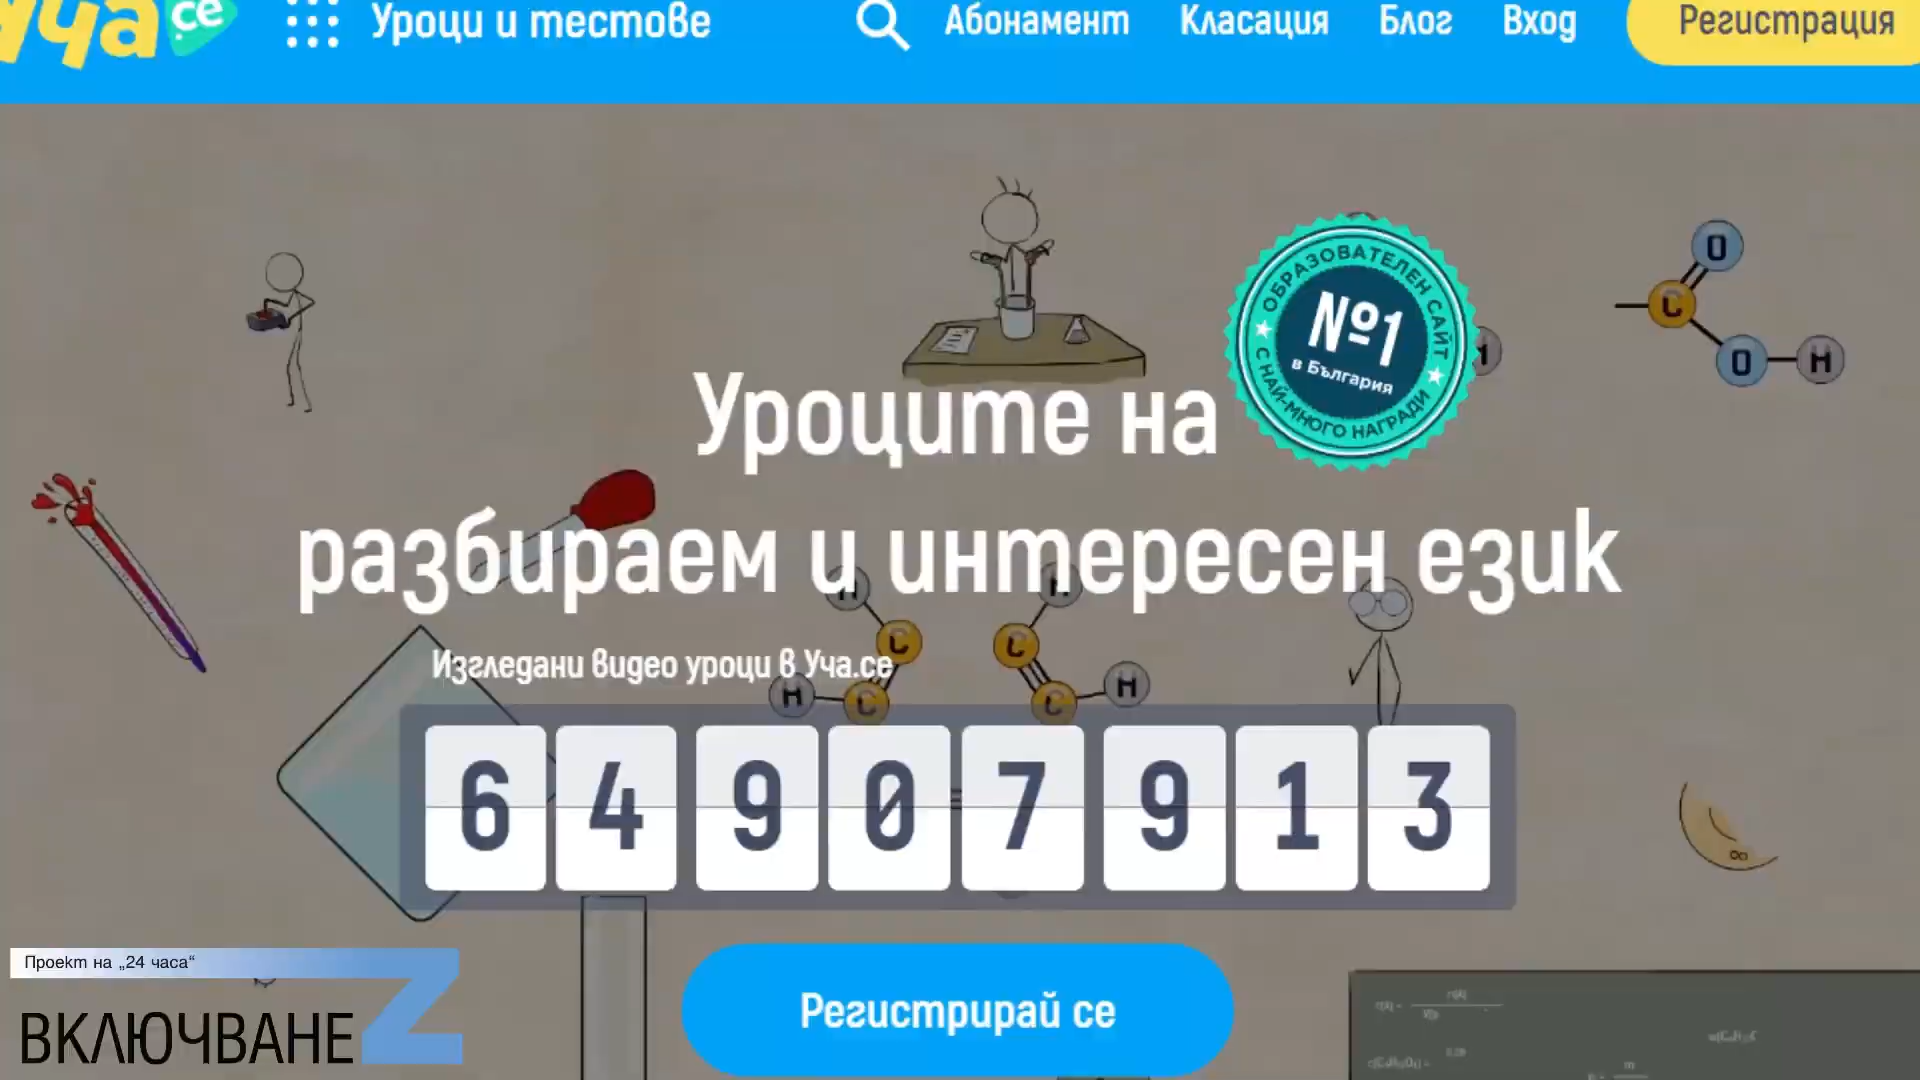 уча.се
Уроци и тестове
Абонамент
Класация
Блог
Вход
Регистрация
ОБРАЗОВАТЕЛЕН САЙТ
№1
в България
С НАЙ-МНОГО НАГРАДИ
O
C
O
H
Уроците на
разбираем и интересен език
H
H
C
C
Изгледани видео уроци в Уча.се
H
C
C
H
6 4 9 0 7 9 1 3
Регистрирай се
Проект на „24 часа“
ВКЛЮЧВАНЕ Z